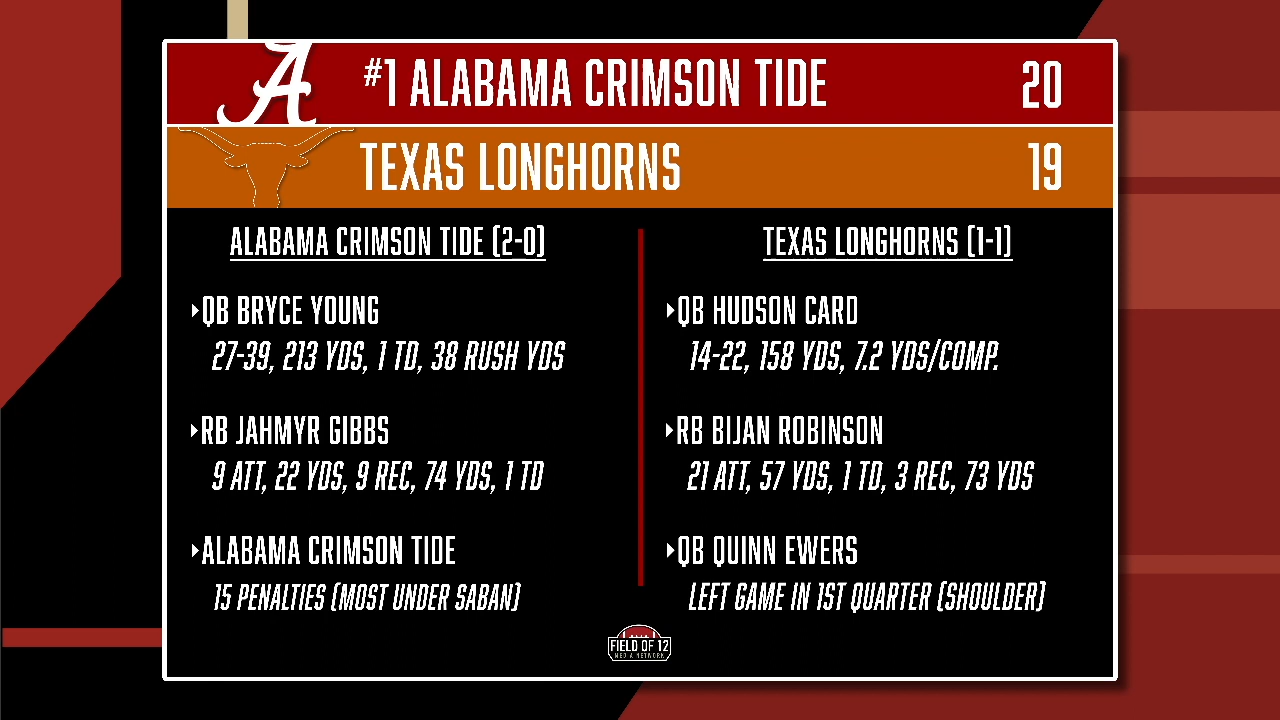 A
#1 ALABAMA CRIMSON TIDE 20
TEXAS LONGHORNS 19
ALABAMA CRIMSON TIDE (2-0)
QB BRYCE YOUNG
27-39, 213 YDS, 1 TD, 38 RUSH YDS
RB JAHMYR GIBBS
9 ATT, 22 YDS, 9 REC, 74 YDS, 1 TD
ALABAMA CRIMSON TIDE
15 PENALTIES (MOST UNDER SABAN)
TEXAS LONGHORNS (1-1)
QB HUDSON CARD
14-22, 158 YDS, 7.2 YDS/COMP.
RB BIJAN ROBINSON
21 ATT, 57 YDS, 1 TD, 3 REC, 73 YDS
QB QUINN EWERS
LEFT GAME IN 1ST QUARTER (SHOULDER)
FIELD OF 12
MEDIA NETWORK